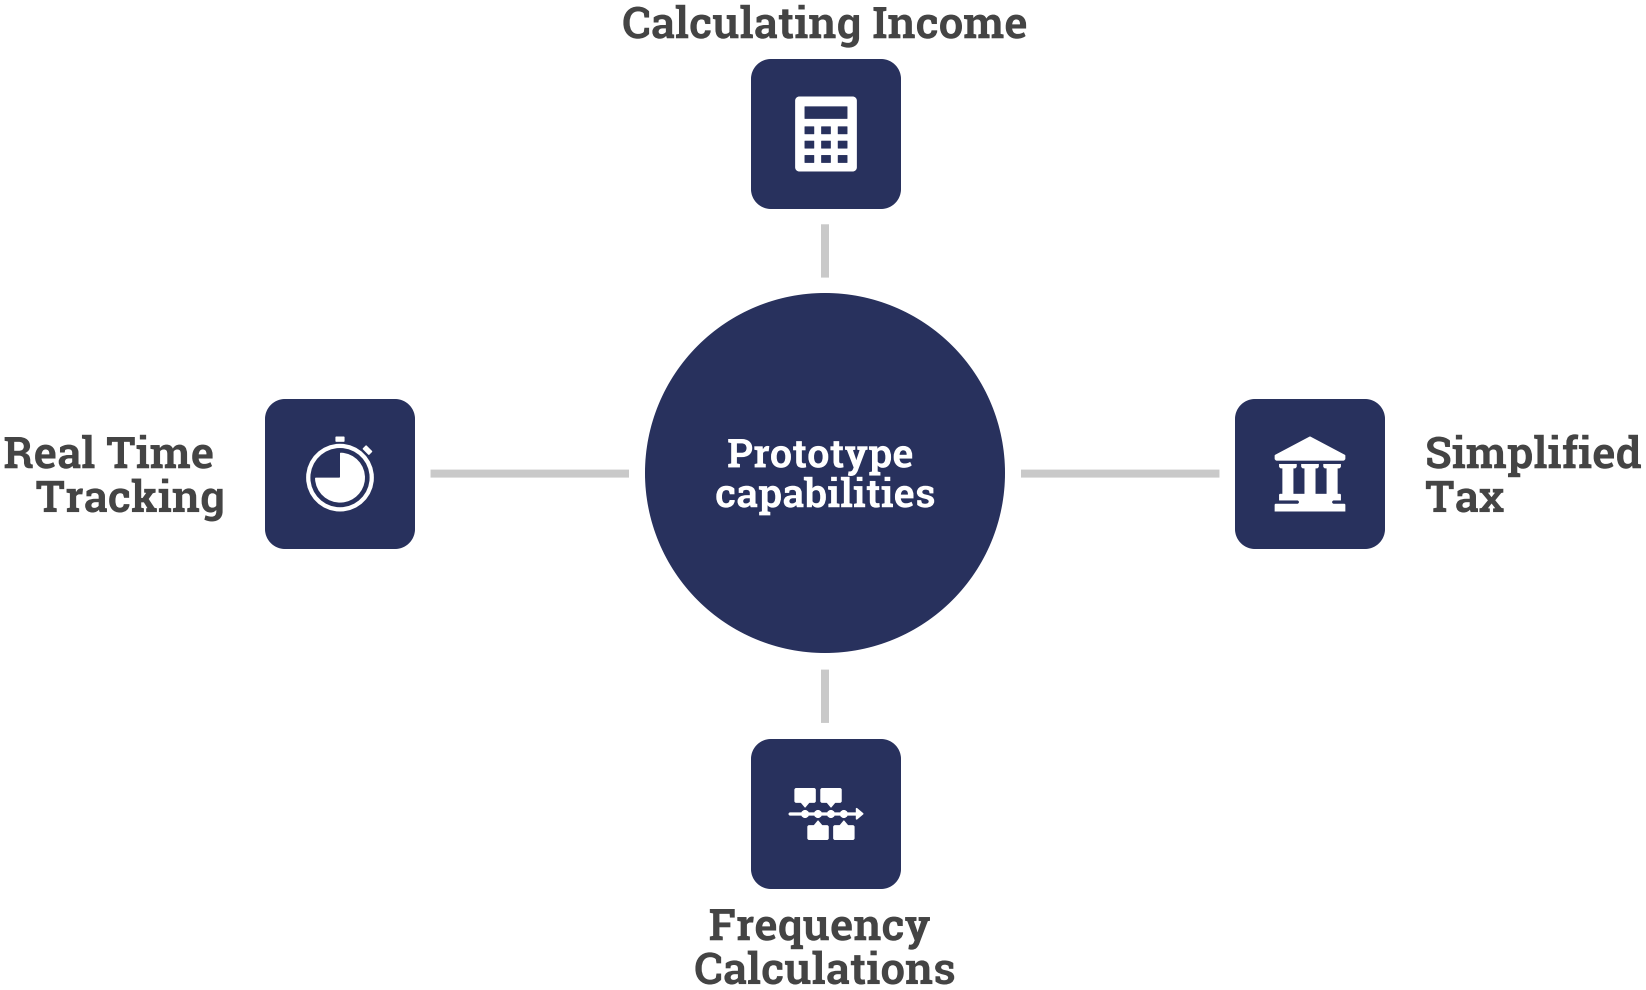 Calculating Income
Real Time
Tracking
Prototype
capabilities
Simplified
Tax
Frequency
Calculations